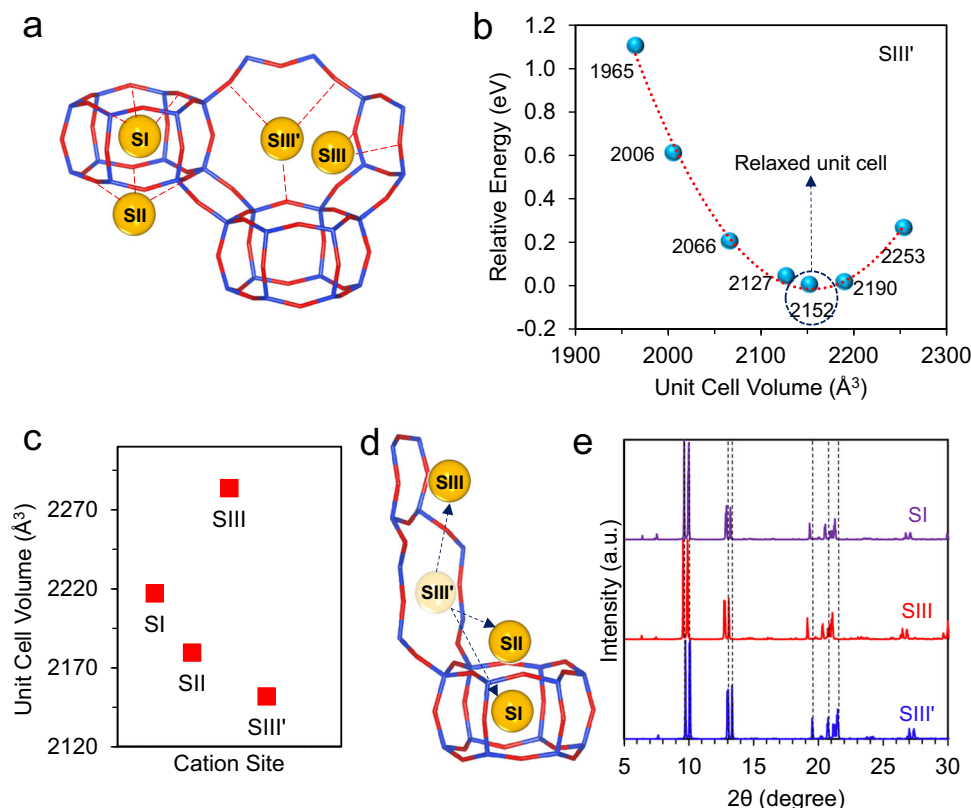 a
SI
SII
SIII'
SIII
b
SIII'
Relative Energy (eV)
1.2
1.0
0.8
0.6
0.4
0.2
0.0
-0.2
1965
2006
2066
2127
2152
2190
2253
Relaxed unit cell
1900
2000
2100
2200
2300
Unit Cell Volume (Å³)
c
Unit Cell Volume (Å³)
2270
2220
2170
2120
SI
SII
SIII
SIII'
Cation Site
d
SIII
SIII'
SII
SI
e
Intensity (a.u.)
SI
SIII
SIII'
5
10
15
20
25
30
2θ (degree)